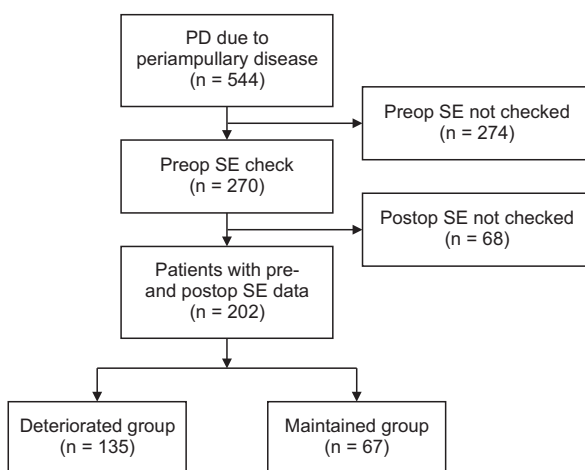 PD due to
periampullary disease
(n = 544)
Preop SE not checked
(n = 274)
Preop SE check
(n = 270)
Postop SE not checked
(n = 68)
Patients with pre-
and postop SE data
(n = 202)
Deteriorated group
(n = 135)
Maintained group
(n = 67)